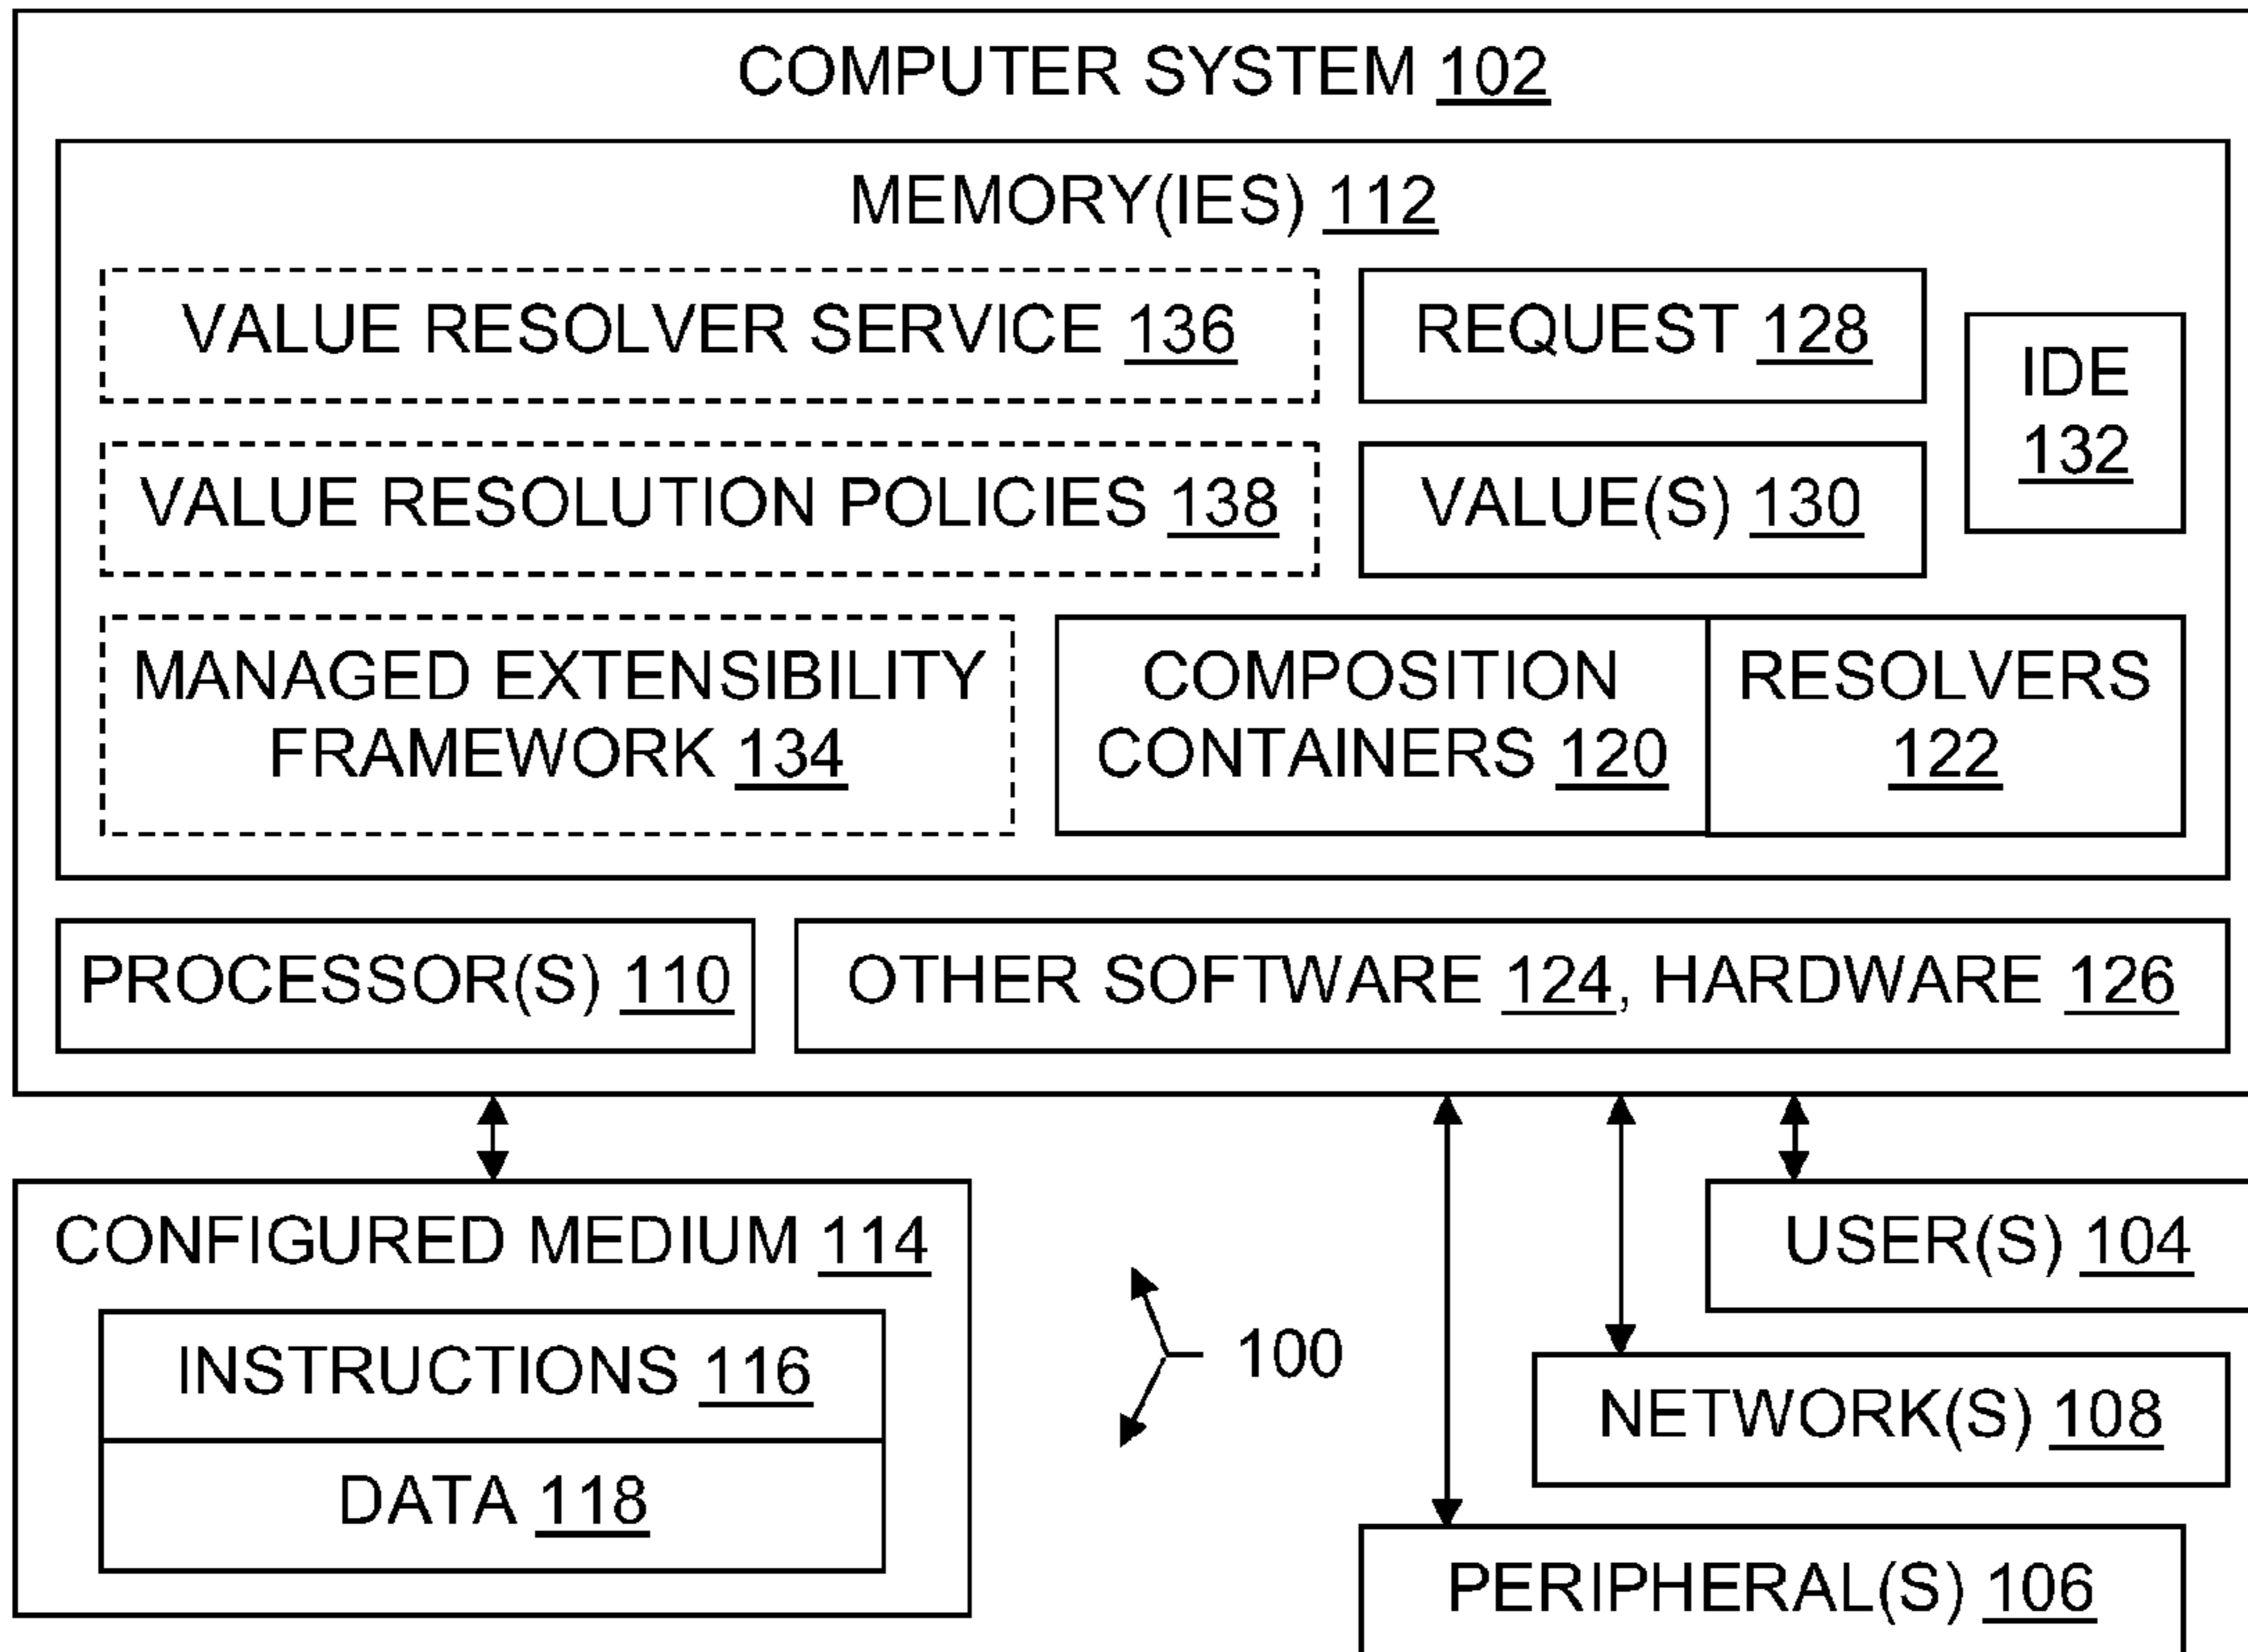 COMPUTER SYSTEM 102
MEMORY(IES) 112
VALUE RESOLVER SERVICE 136
REQUEST 128
IDE
132
VALUE RESOLUTION POLICIES 138
VALUE(S) 130
MANAGED EXTENSIBILITY
FRAMEWORK 134
COMPOSITION
CONTAINERS 120
RESOLVERS
122
PROCESSOR(S) 110
OTHER SOFTWARE 124, HARDWARE 126
CONFIGURED MEDIUM 114
INSTRUCTIONS 116
DATA 118
100
USER(S) 104
NETWORK(S) 108
PERIPHERAL(S) 106